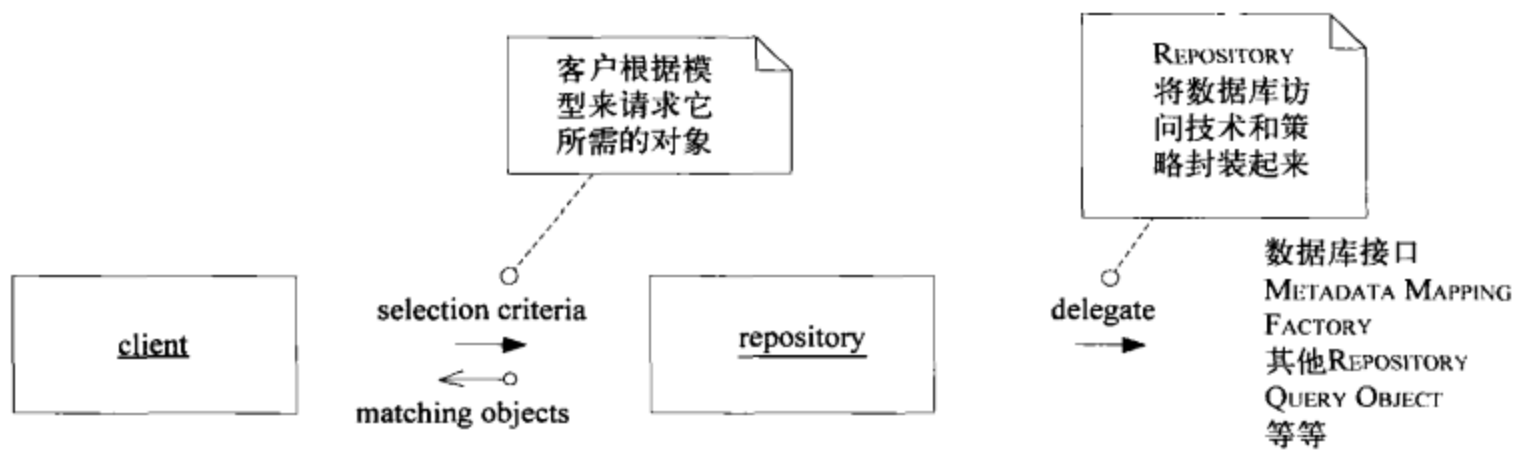 客户根据模
型来请求它
所需的对象
REPOSITORY
将数据库访
问技术和策
略封装起来
client
selection criteria
matching objects
repository
delegate
数据库接口
METADATA MAPPING
FACTORY
其他REPOSITORY
QUERY OBJECT
等等